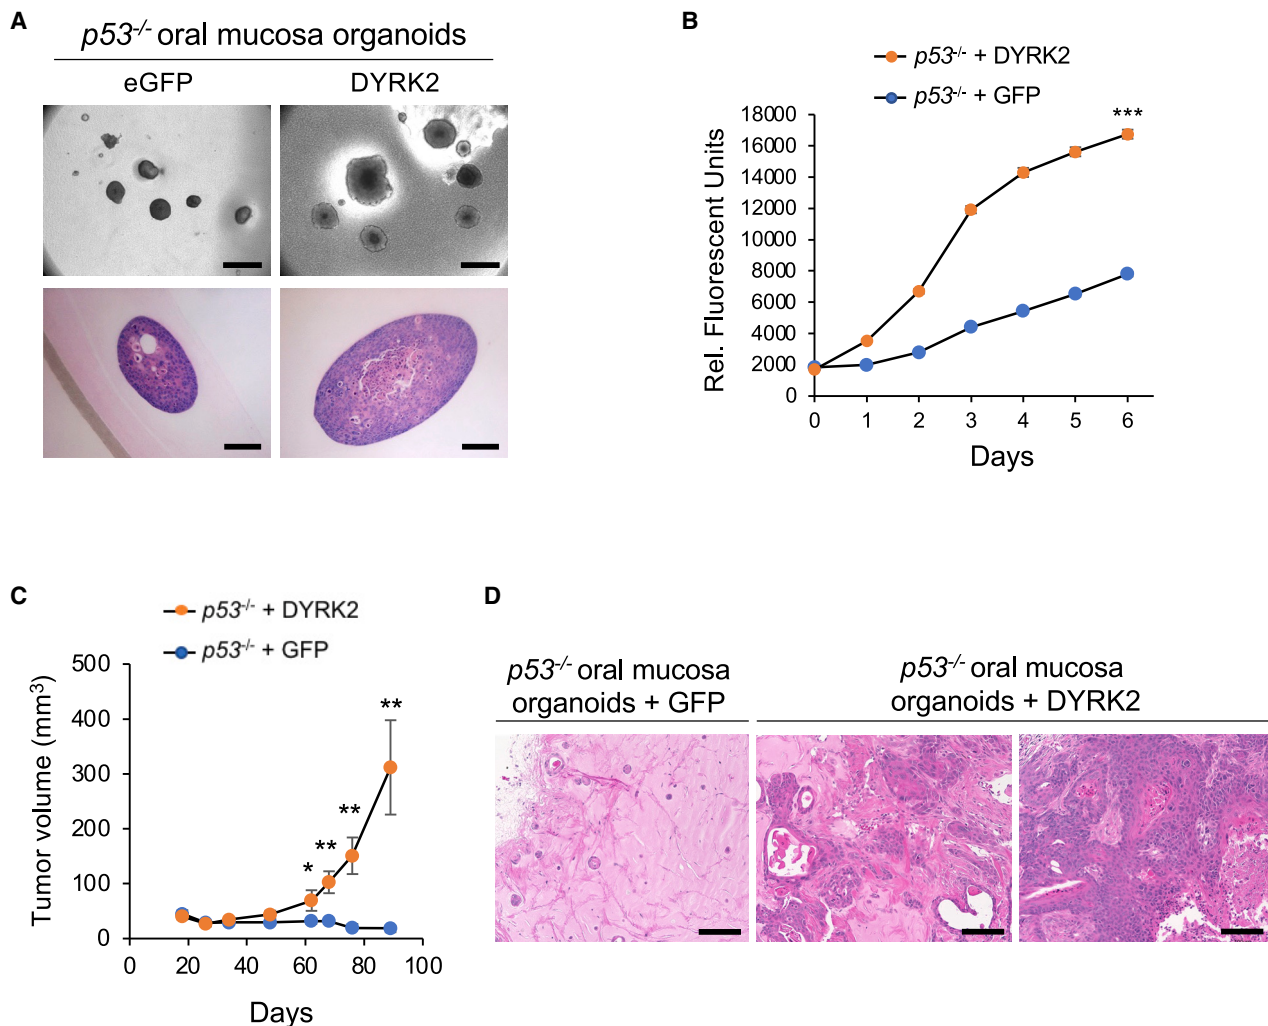 A
p53-/- oral mucosa organoids
eGFP
DYRK2
B
p53-/- + DYRK2
p53-/- + GFP
***
18000
16000
14000
12000
10000
8000
6000
4000
2000
0
Rel. Fluorescent Units
0 1 2 3 4 5 6
Days
C
p53-/- + DYRK2
p53-/- + GFP
500
400
300
200
100
0
Tumor volume (mm3)
* ** ** **
0 20 40 60 80 100
Days
D
p53-/- oral mucosa
organoids + GFP
p53-/- oral mucosa
organoids + DYRK2